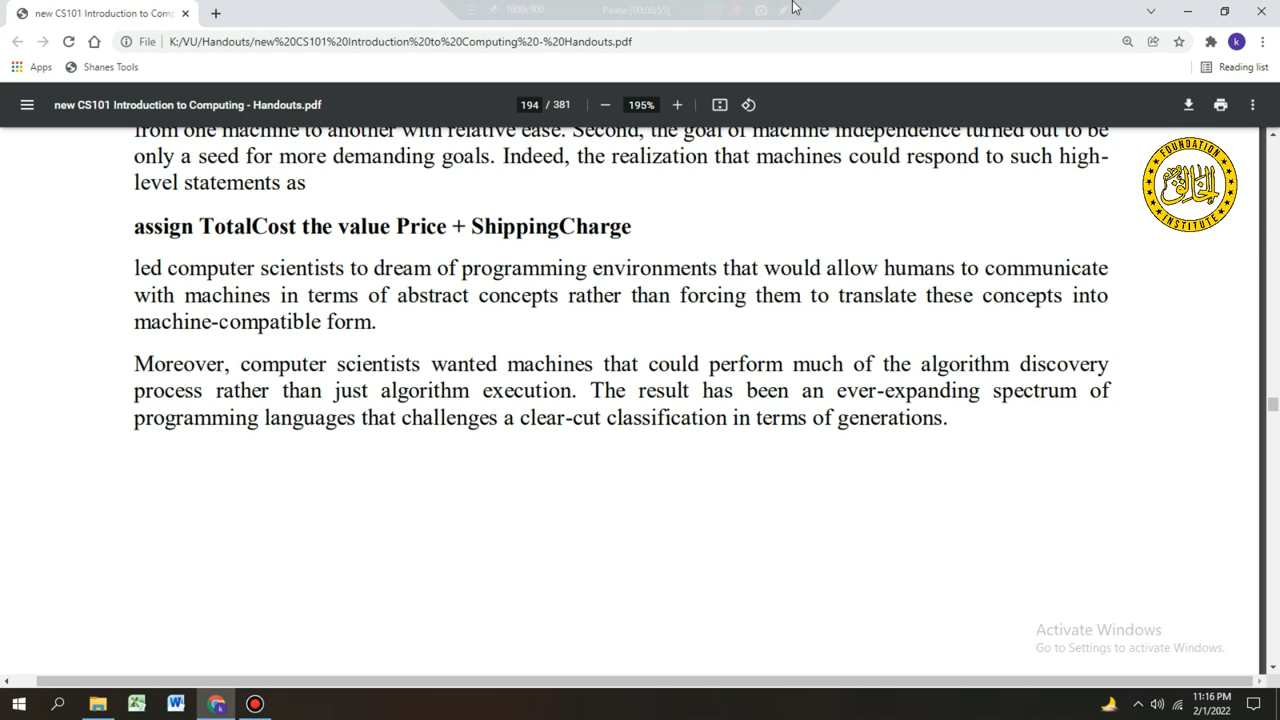 new CS101 Introduction to Comp
1600x900
Pause [00:00:55]
File K:/VU/Handouts/new%20CS101%20Introduction%20to%20Computing%20-%20Handouts.pdf
Apps Shanes Tools Reading list
new CS101 Introduction to Computing - Handouts.pdf 194 / 381 195%
from one machine to another with relative ease. Second, the goal of machine independence turned out to be
only a seed for more demanding goals. Indeed, the realization that machines could respond to such high-
level statements as
assign TotalCost the value Price + ShippingCharge
led computer scientists to dream of programming environments that would allow humans to communicate
with machines in terms of abstract concepts rather than forcing them to translate these concepts into
machine-compatible form.
Moreover, computer scientists wanted machines that could perform much of the algorithm discovery
process rather than just algorithm execution. The result has been an ever-expanding spectrum of
programming languages that challenges a clear-cut classification in terms of generations.
FOUNDATION
INSTITUTE
Activate Windows
Go to Settings to activate Windows.
11:16 PM
2/1/2022